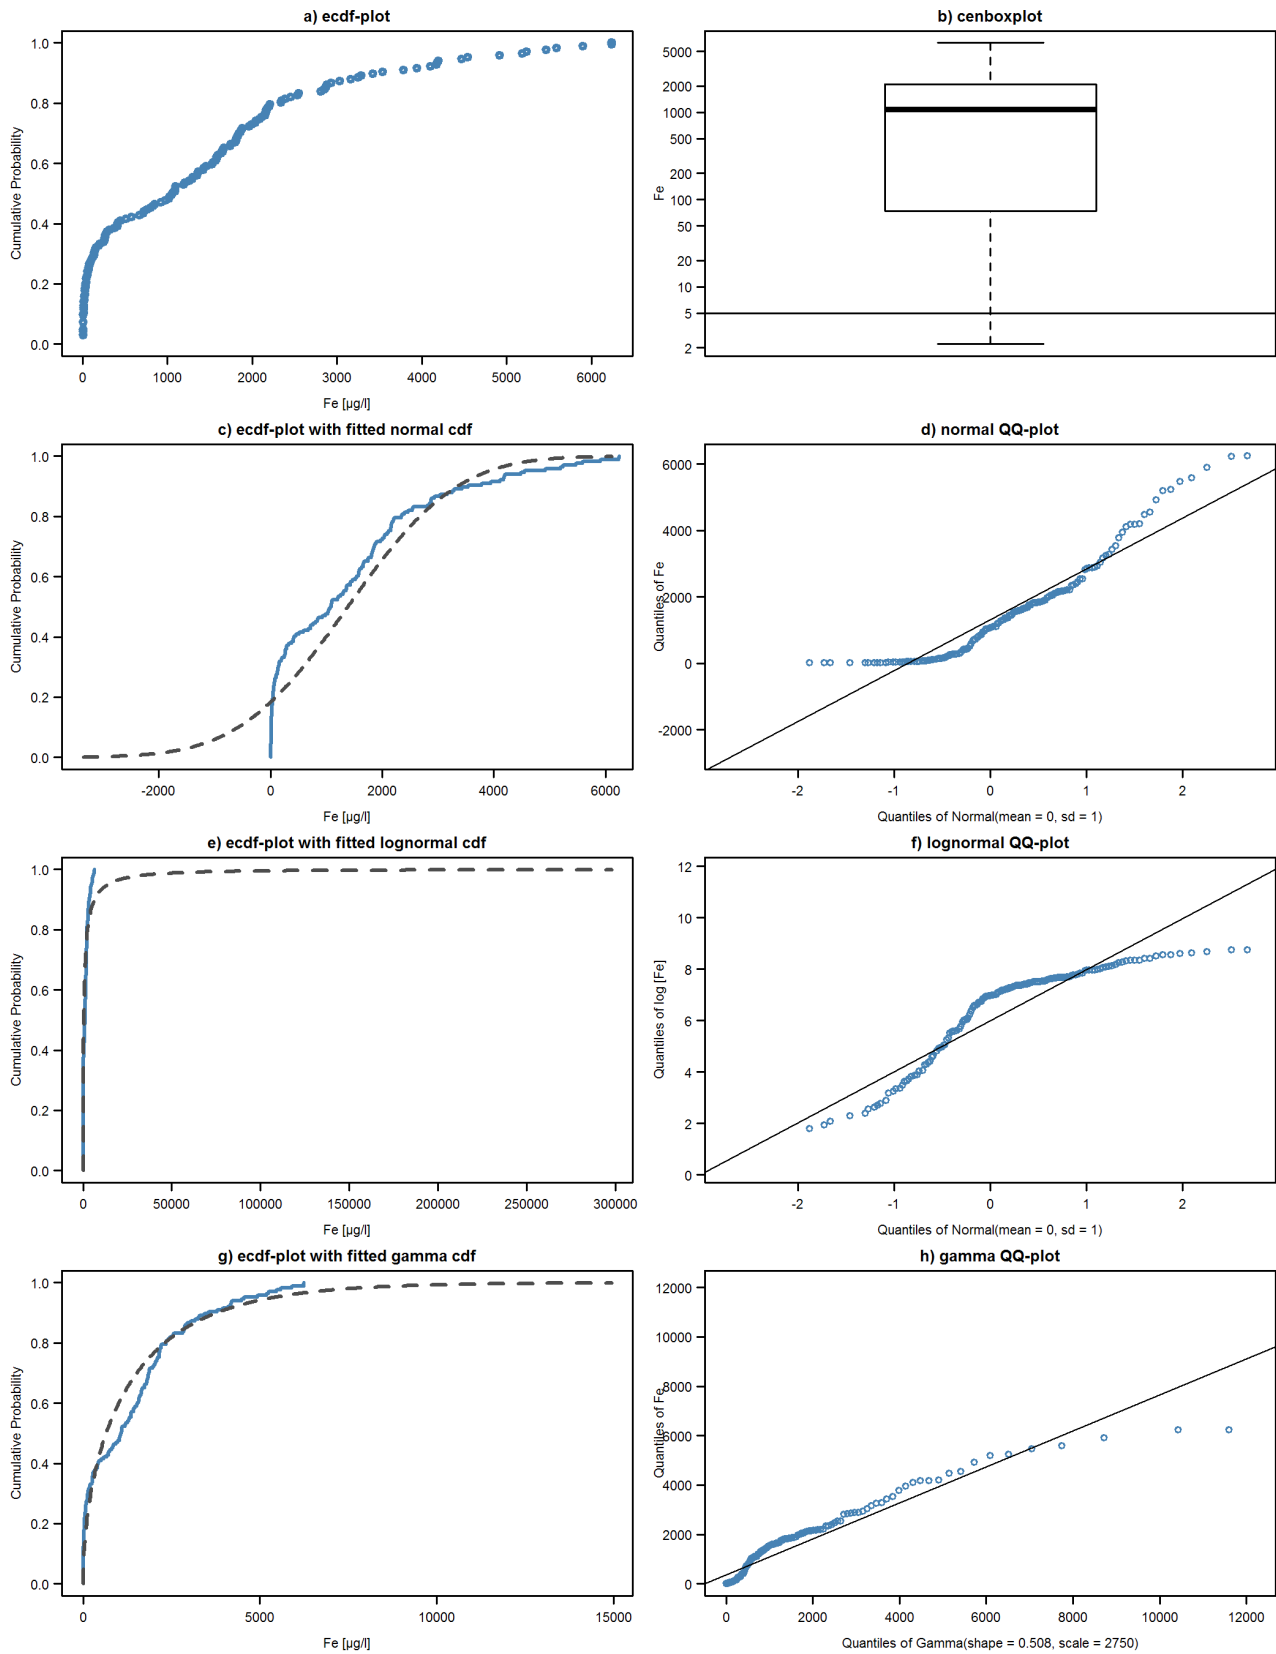 a) ecdf-plot
Cumulative Probability
1.0
0.8
0.6
0.4
0.2
0.0
0 1000 2000 3000 4000 5000 6000
Fe [µg/l]
b) cenboxplot
Fe
5000
2000
1000
500
200
100
50
20
10
5
2
c) ecdf-plot with fitted normal cdf
Cumulative Probability
1.0
0.8
0.6
0.4
0.2
0.0
-2000 0 2000 4000 6000
Fe [µg/l]
d) normal QQ-plot
Quantiles of Fe
6000
4000
2000
0
-2000
-2 -1 0 1 2
Quantiles of Normal(mean = 0, sd = 1)
e) ecdf-plot with fitted lognormal cdf
Cumulative Probability
1.0
0.8
0.6
0.4
0.2
0.0
0 50000 100000 150000 200000 250000 300000
Fe [µg/l]
f) lognormal QQ-plot
Quantiles of log [Fe]
12
10
8
6
4
2
0
-2 -1 0 1 2
Quantiles of Normal(mean = 0, sd = 1)
g) ecdf-plot with fitted gamma cdf
Cumulative Probability
1.0
0.8
0.6
0.4
0.2
0.0
0 5000 10000 15000
Fe [µg/l]
h) gamma QQ-plot
Quantiles of Fe
12000
10000
8000
6000
4000
2000
0
0 2000 4000 6000 8000 10000 12000
Quantiles of Gamma(shape = 0.508, scale = 2750)